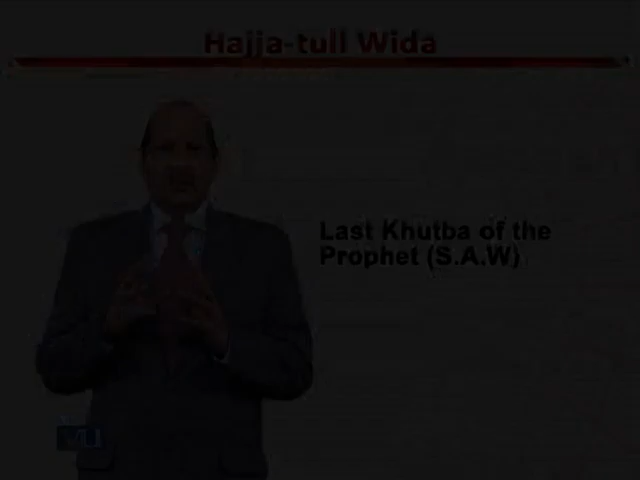 Hajja-tull Wida
Last Khutba of the
Prophet (S.A.W)
VU